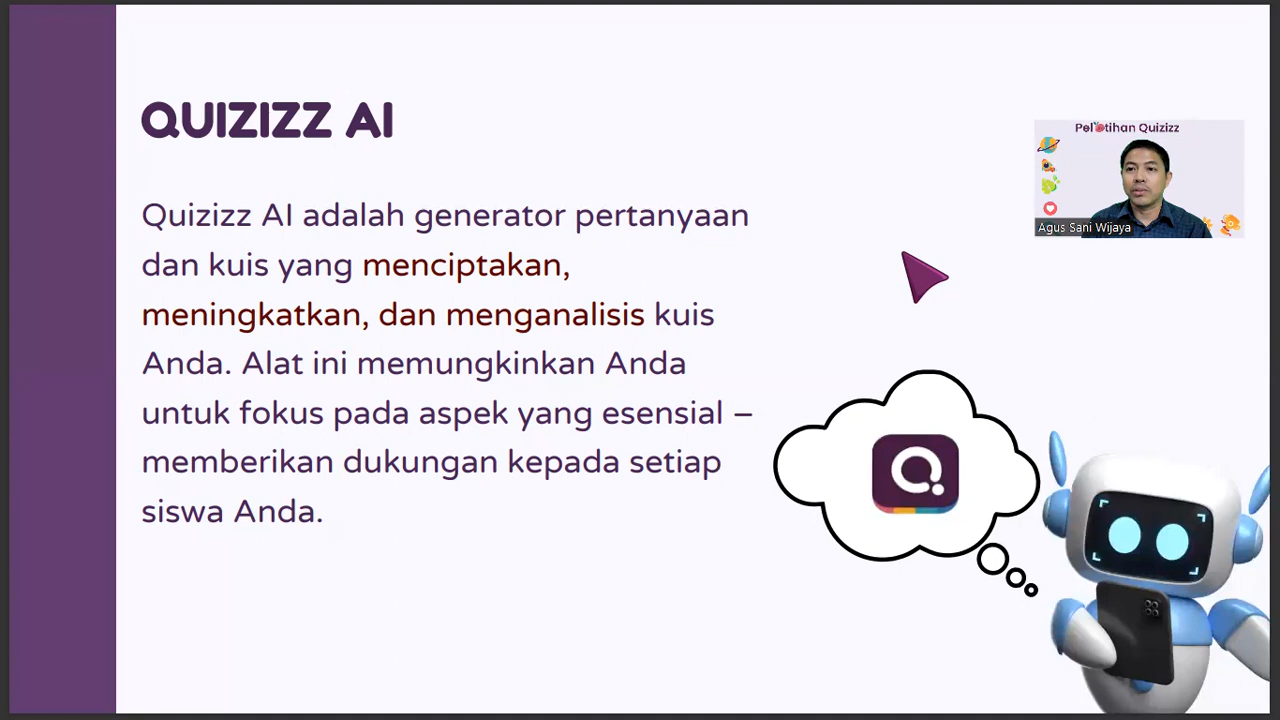 QUIZIZZ AI
Quizizz AI adalah generator pertanyaan
dan kuis yang menciptakan,
meningkatkan, dan menganalisis kuis
Anda. Alat ini memungkinkan Anda
untuk fokus pada aspek yang esensial –
memberikan dukungan kepada setiap
siswa Anda.
Pelatihan Quizizz
Agus Sani Wijaya